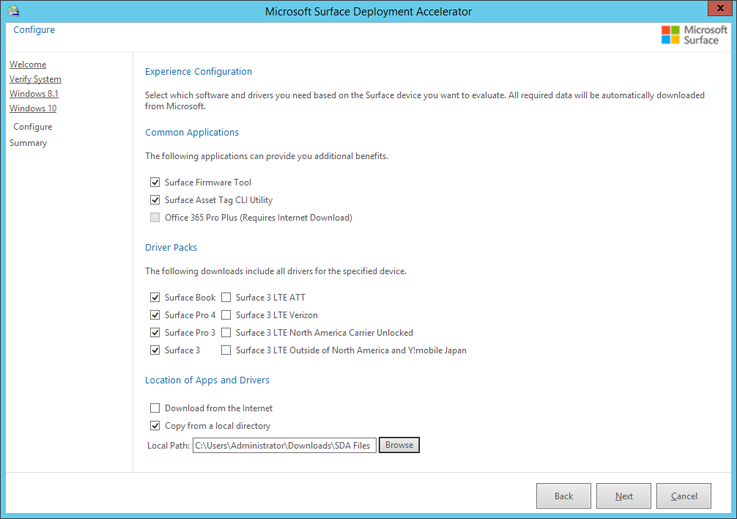 Microsoft Surface Deployment Accelerator
Configure
Microsoft
Surface
Welcome
Verify System
Windows 8.1
Windows 10
Configure
Summary
Experience Configuration
Select which software and drivers you need based on the Surface device you want to evaluate. All required data will be automatically downloaded
from Microsoft.
Common Applications
The following applications can provide you additional benefits.
Surface Firmware Tool
Surface Asset Tag CLI Utility
Office 365 Pro Plus (Requires Internet Download)
Driver Packs
The following downloads include all drivers for the specified device.
Surface Book Surface 3 LTE ATT
Surface Pro 4 Surface 3 LTE Verizon
Surface Pro 3 Surface 3 LTE North America Carrier Unlocked
Surface 3 Surface 3 LTE Outside of North America and Y!mobile Japan
Location of Apps and Drivers
Download from the Internet
Copy from a local directory
Local Path: C:\Users\Administrator\Downloads\SDA Files Browse
Back Next Cancel